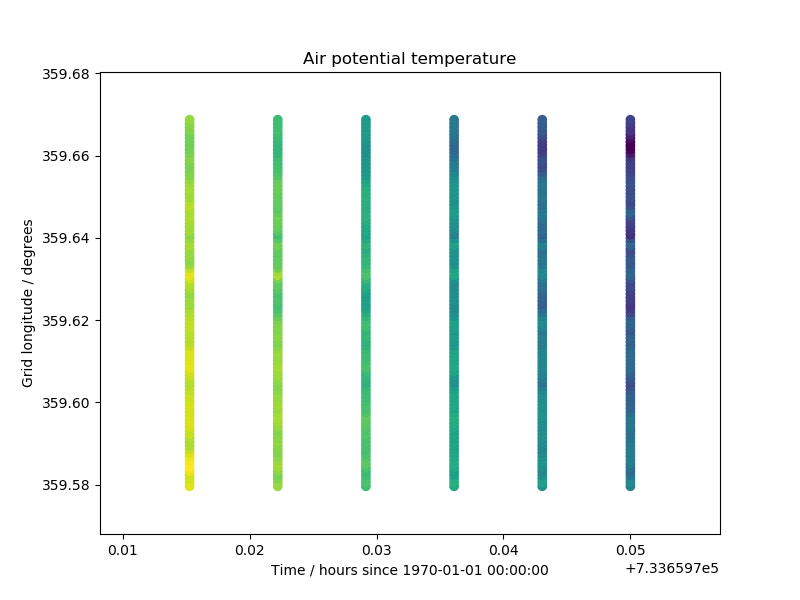 Air potential temperature
359.68
359.66
359.64
359.62
359.60
359.58
Grid longitude / degrees
0.01 0.02 0.03 0.04 0.05
Time / hours since 1970-01-01 00:00:00
+7.336597e5